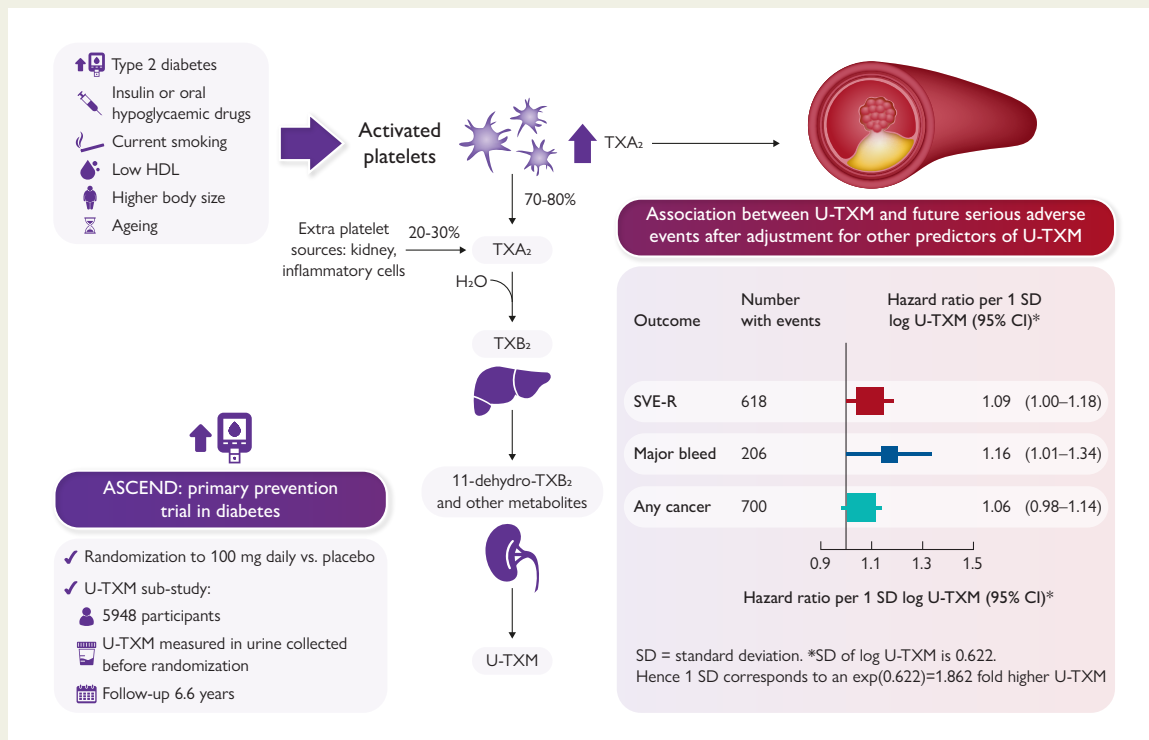 Type 2 diabetes
Insulin or oral
hypoglycaemic drugs
Current smoking
Low HDL
Higher body size
Ageing
Activated
platelets
TXA₂
70-80%
Extra platelet
sources: kidney,
inflammatory cells
20-30%
TXA₂
H₂O
TXB₂
11-dehydro-TXB₂
and other metabolites
U-TXM
ASCEND: primary prevention
trial in diabetes
✓ Randomization to 100 mg daily vs. placebo
✓ U-TXM sub-study:
5948 participants
U-TXM measured in urine collected
before randomization
Follow-up 6.6 years
Association between U-TXM and future serious adverse
events after adjustment for other predictors of U-TXM
Outcome
Number
with events
Hazard ratio per 1 SD
log U-TXM (95% CI)*
SVE-R 618 1.09 (1.00–1.18)
Major bleed 206 1.16 (1.01–1.34)
Any cancer 700 1.06 (0.98–1.14)
0.9 1.1 1.3 1.5
Hazard ratio per 1 SD log U-TXM (95% CI)*
SD = standard deviation. *SD of log U-TXM is 0.622.
Hence 1 SD corresponds to an exp(0.622)=1.862 fold higher U-TXM